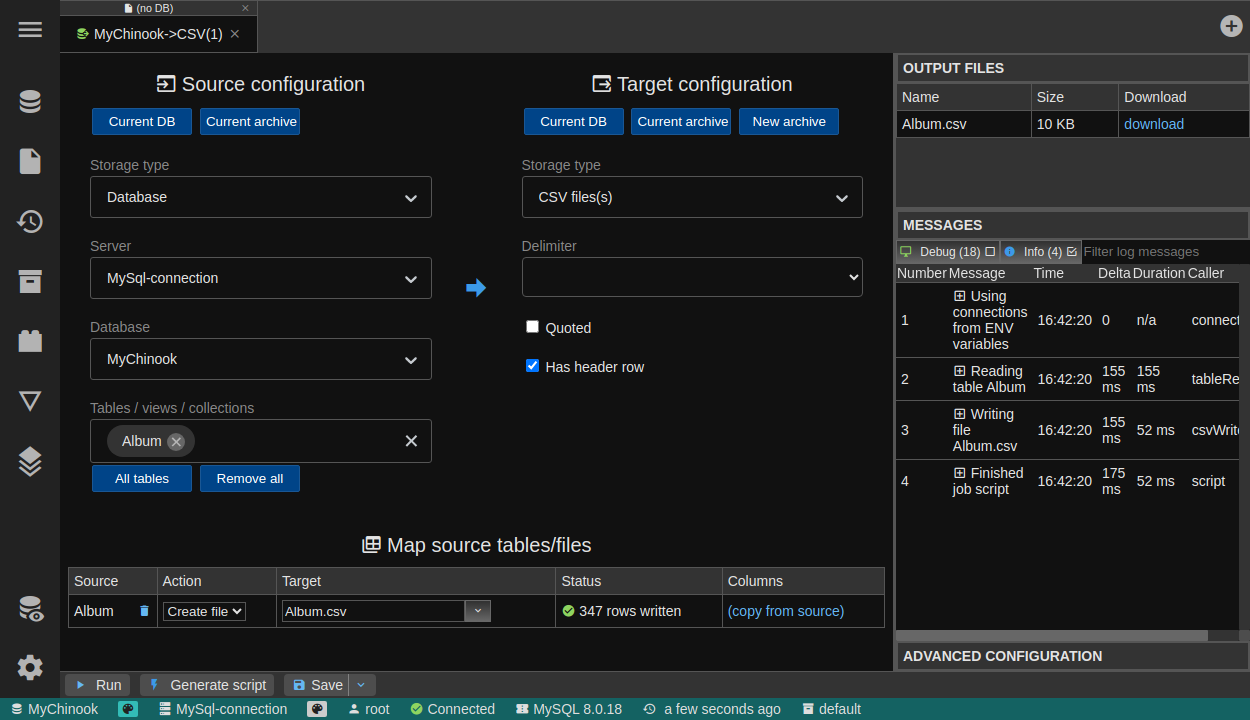 (no DB)
MyChinook->CSV(1)
Source configuration
Current DB
Current archive
Storage type
Database
Server
MySql-connection
Database
MyChinook
Tables / views / collections
Album
All tables
Remove all
Target configuration
Current DB
Current archive
New archive
Storage type
CSV files(s)
Delimiter
Quoted
Has header row
Map source tables/files
Source Action Target Status Columns
Album Create file Album.csv 347 rows written (copy from source)
Run Generate script Save
OUTPUT FILES
Name Size Download
Album.csv 10 KB download
MESSAGES
Debug (18) Info (4) Filter log messages
Number Message Time Delta Duration Caller
1 Using connections from ENV variables 16:42:20 0 n/a connect
2 Reading table Album 16:42:20 155 ms 155 ms tableRe
3 Writing file Album.csv 16:42:20 155 ms 52 ms csvWrit
4 Finished job script 16:42:20 175 ms 52 ms script
ADVANCED CONFIGURATION
MyChinook MySql-connection root Connected MySQL 8.0.18 a few seconds ago default